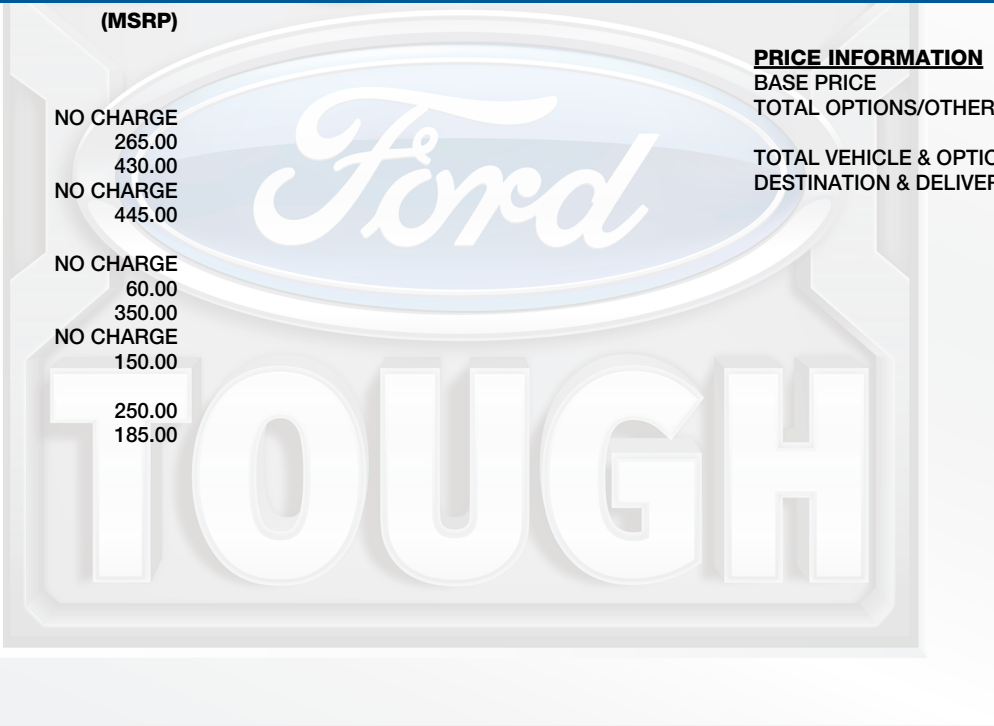 (MSRP)
NO CHARGE
265.00
430.00
NO CHARGE
445.00
NO CHARGE
60.00
350.00
NO CHARGE
150.00
250.00
185.00
PRICE INFORMATION
BASE PRICE
TOTAL OPTIONS/OTHER
TOTAL VEHICLE & OPTIO
DESTINATION & DELIVER
Ford
TOUGH